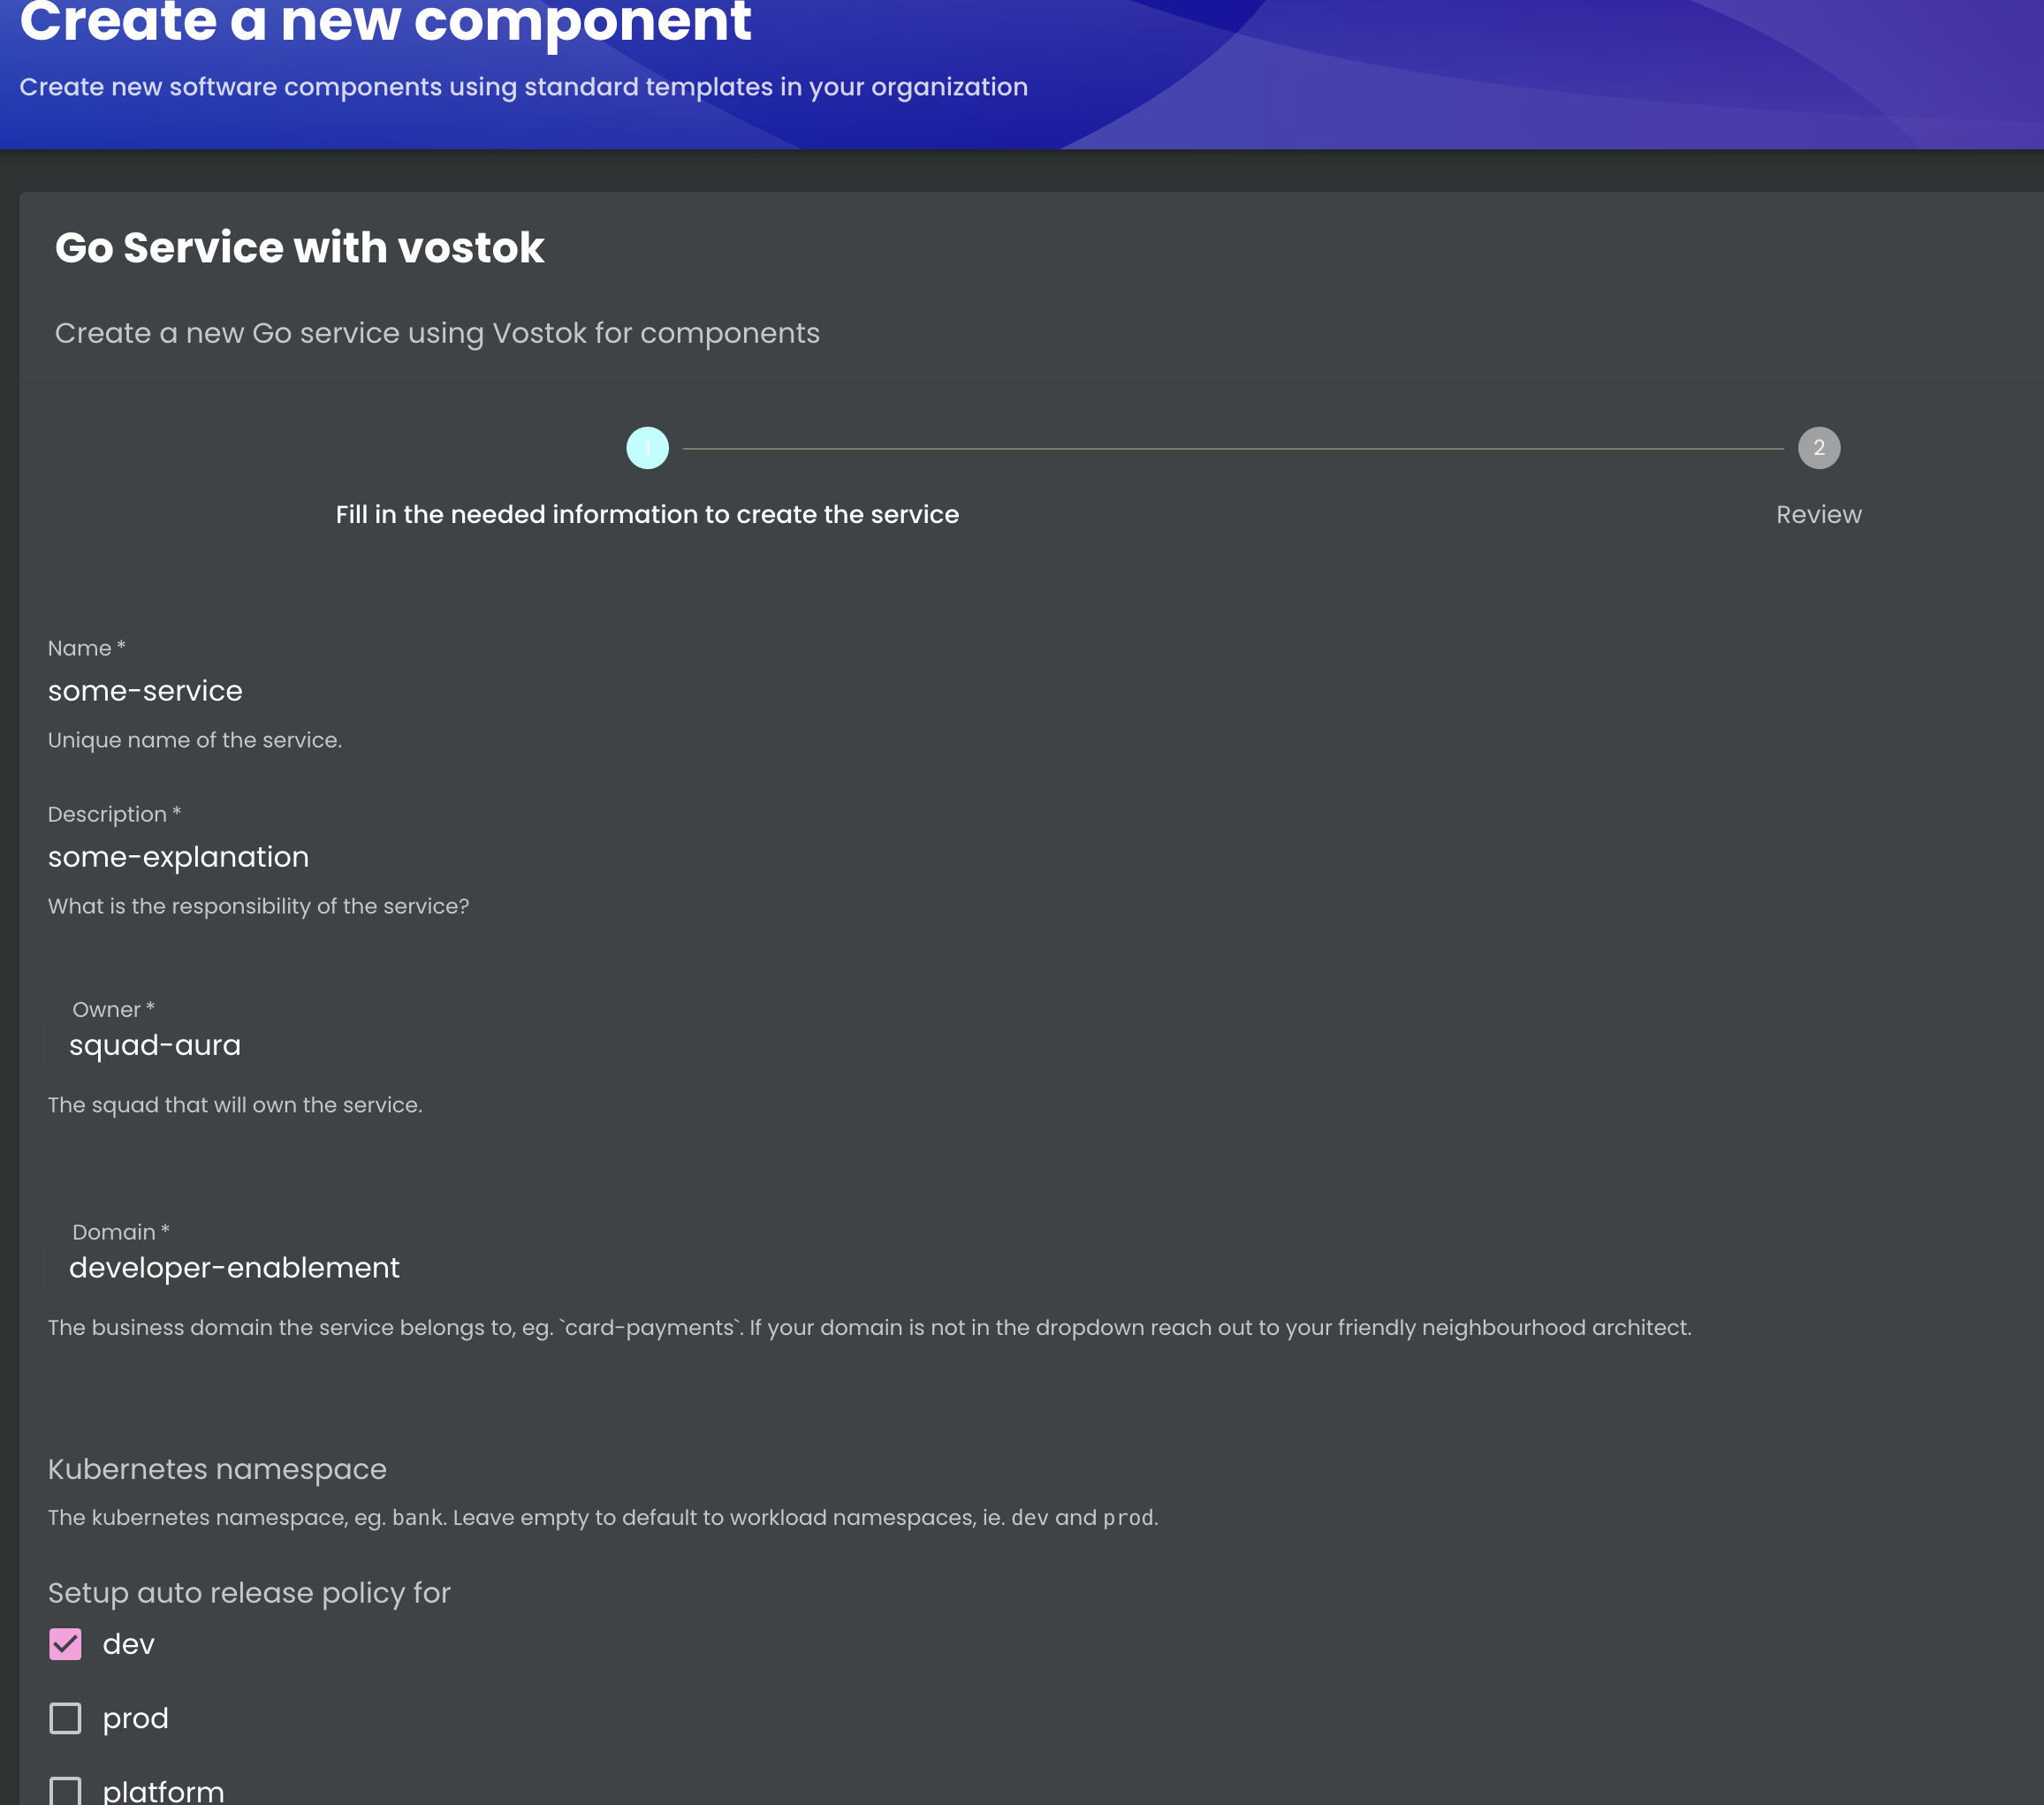 Create a new component
Create new software components using standard templates in your organization
Go Service with vostok
Create a new Go service using Vostok for components
1
2
Fill in the needed information to create the service
Review
Name *
some-service
Unique name of the service.
Description *
some-explanation
What is the responsibility of the service?
Owner *
squad-aura
The squad that will own the service.
Domain *
developer-enablement
The business domain the service belongs to, eg. `card-payments`. If your domain is not in the dropdown reach out to your friendly neighbourhood architect.
Kubernetes namespace
The kubernetes namespace, eg. bank. Leave empty to default to workload namespaces, ie. dev and prod.
Setup auto release policy for
dev
prod
platform